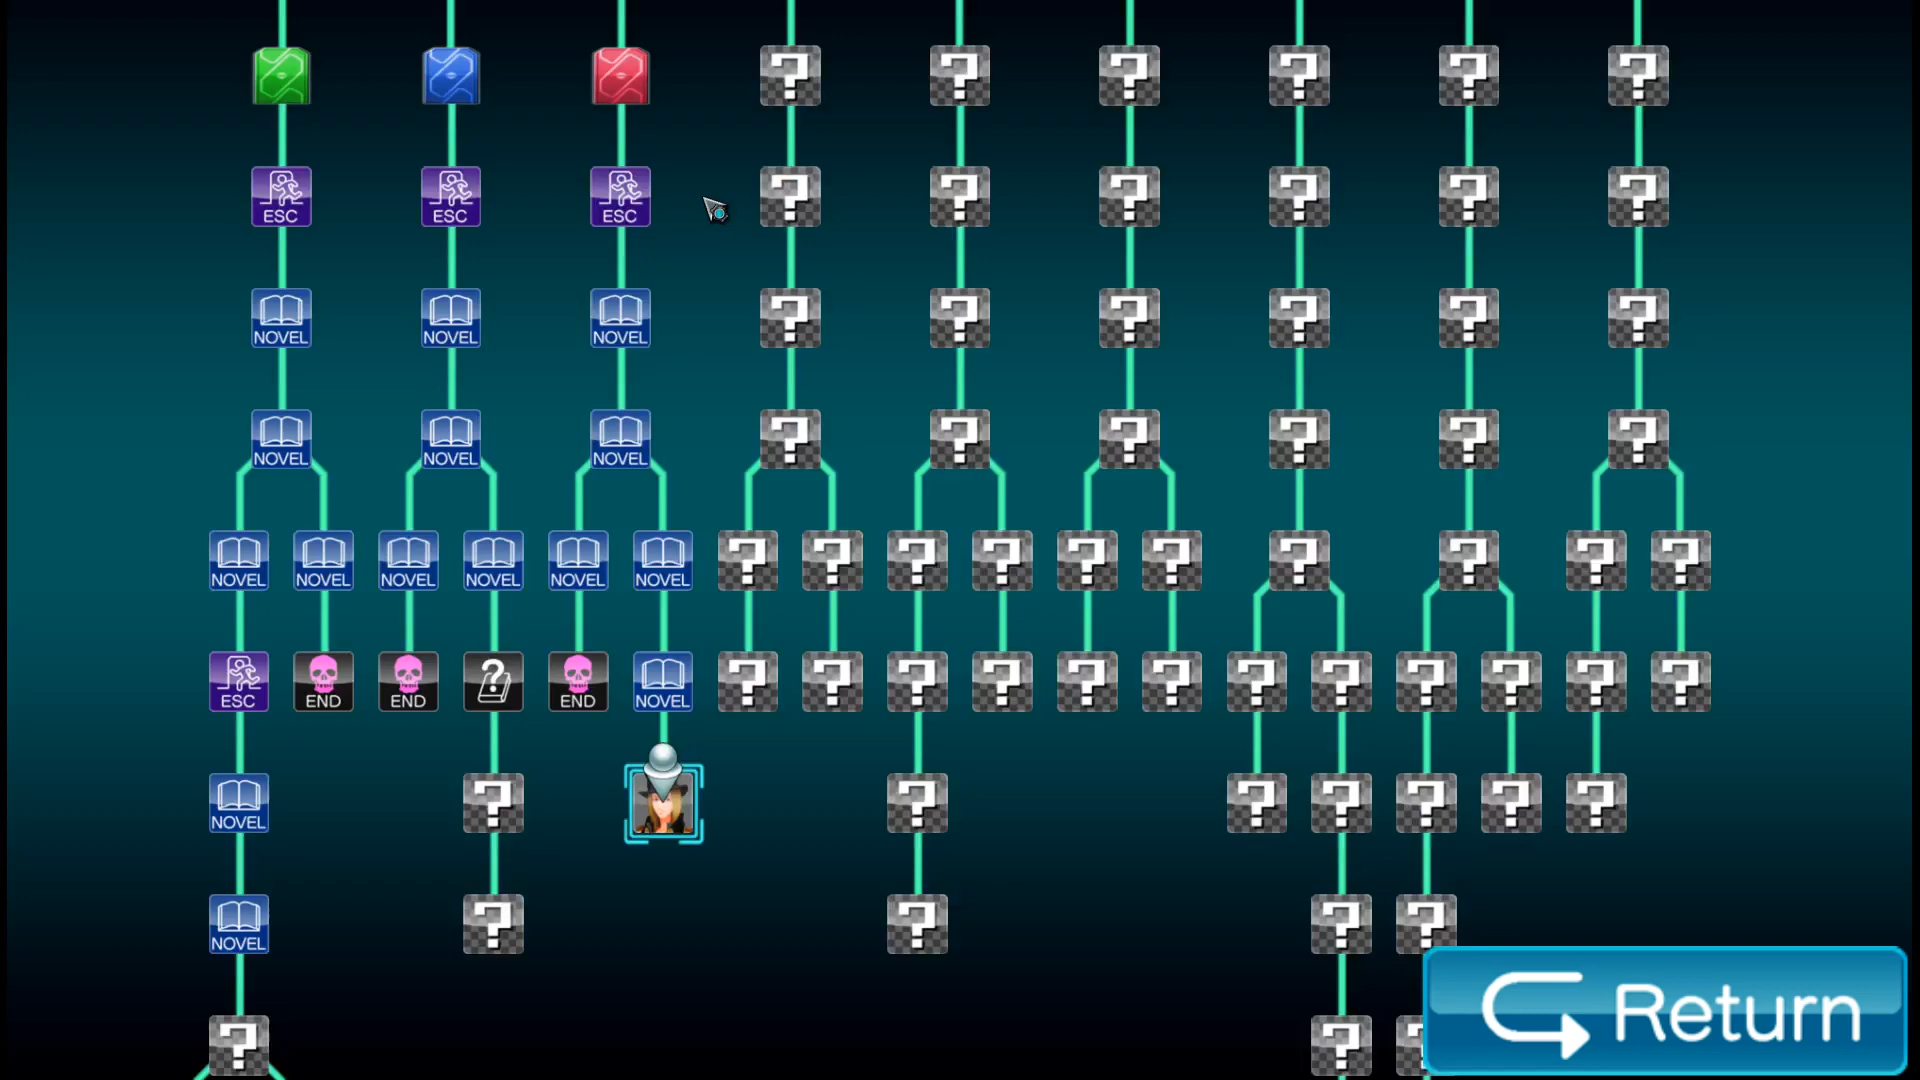 ? ? ? ? ? ?
ESC ESC ESC ? ? ? ? ? ?
NOVEL NOVEL NOVEL ? ? ? ? ? ?
NOVEL NOVEL NOVEL ? ? ? ? ? ?
NOVEL NOVEL NOVEL NOVEL NOVEL NOVEL ? ? ? ? ? ? ? ? ? ?
ESC END END ? END NOVEL ? ? ? ? ? ? ? ? ? ? ? ?
NOVEL ? ? ? ? ? ? ?
NOVEL ? ? ? ?
? ? ?
Return